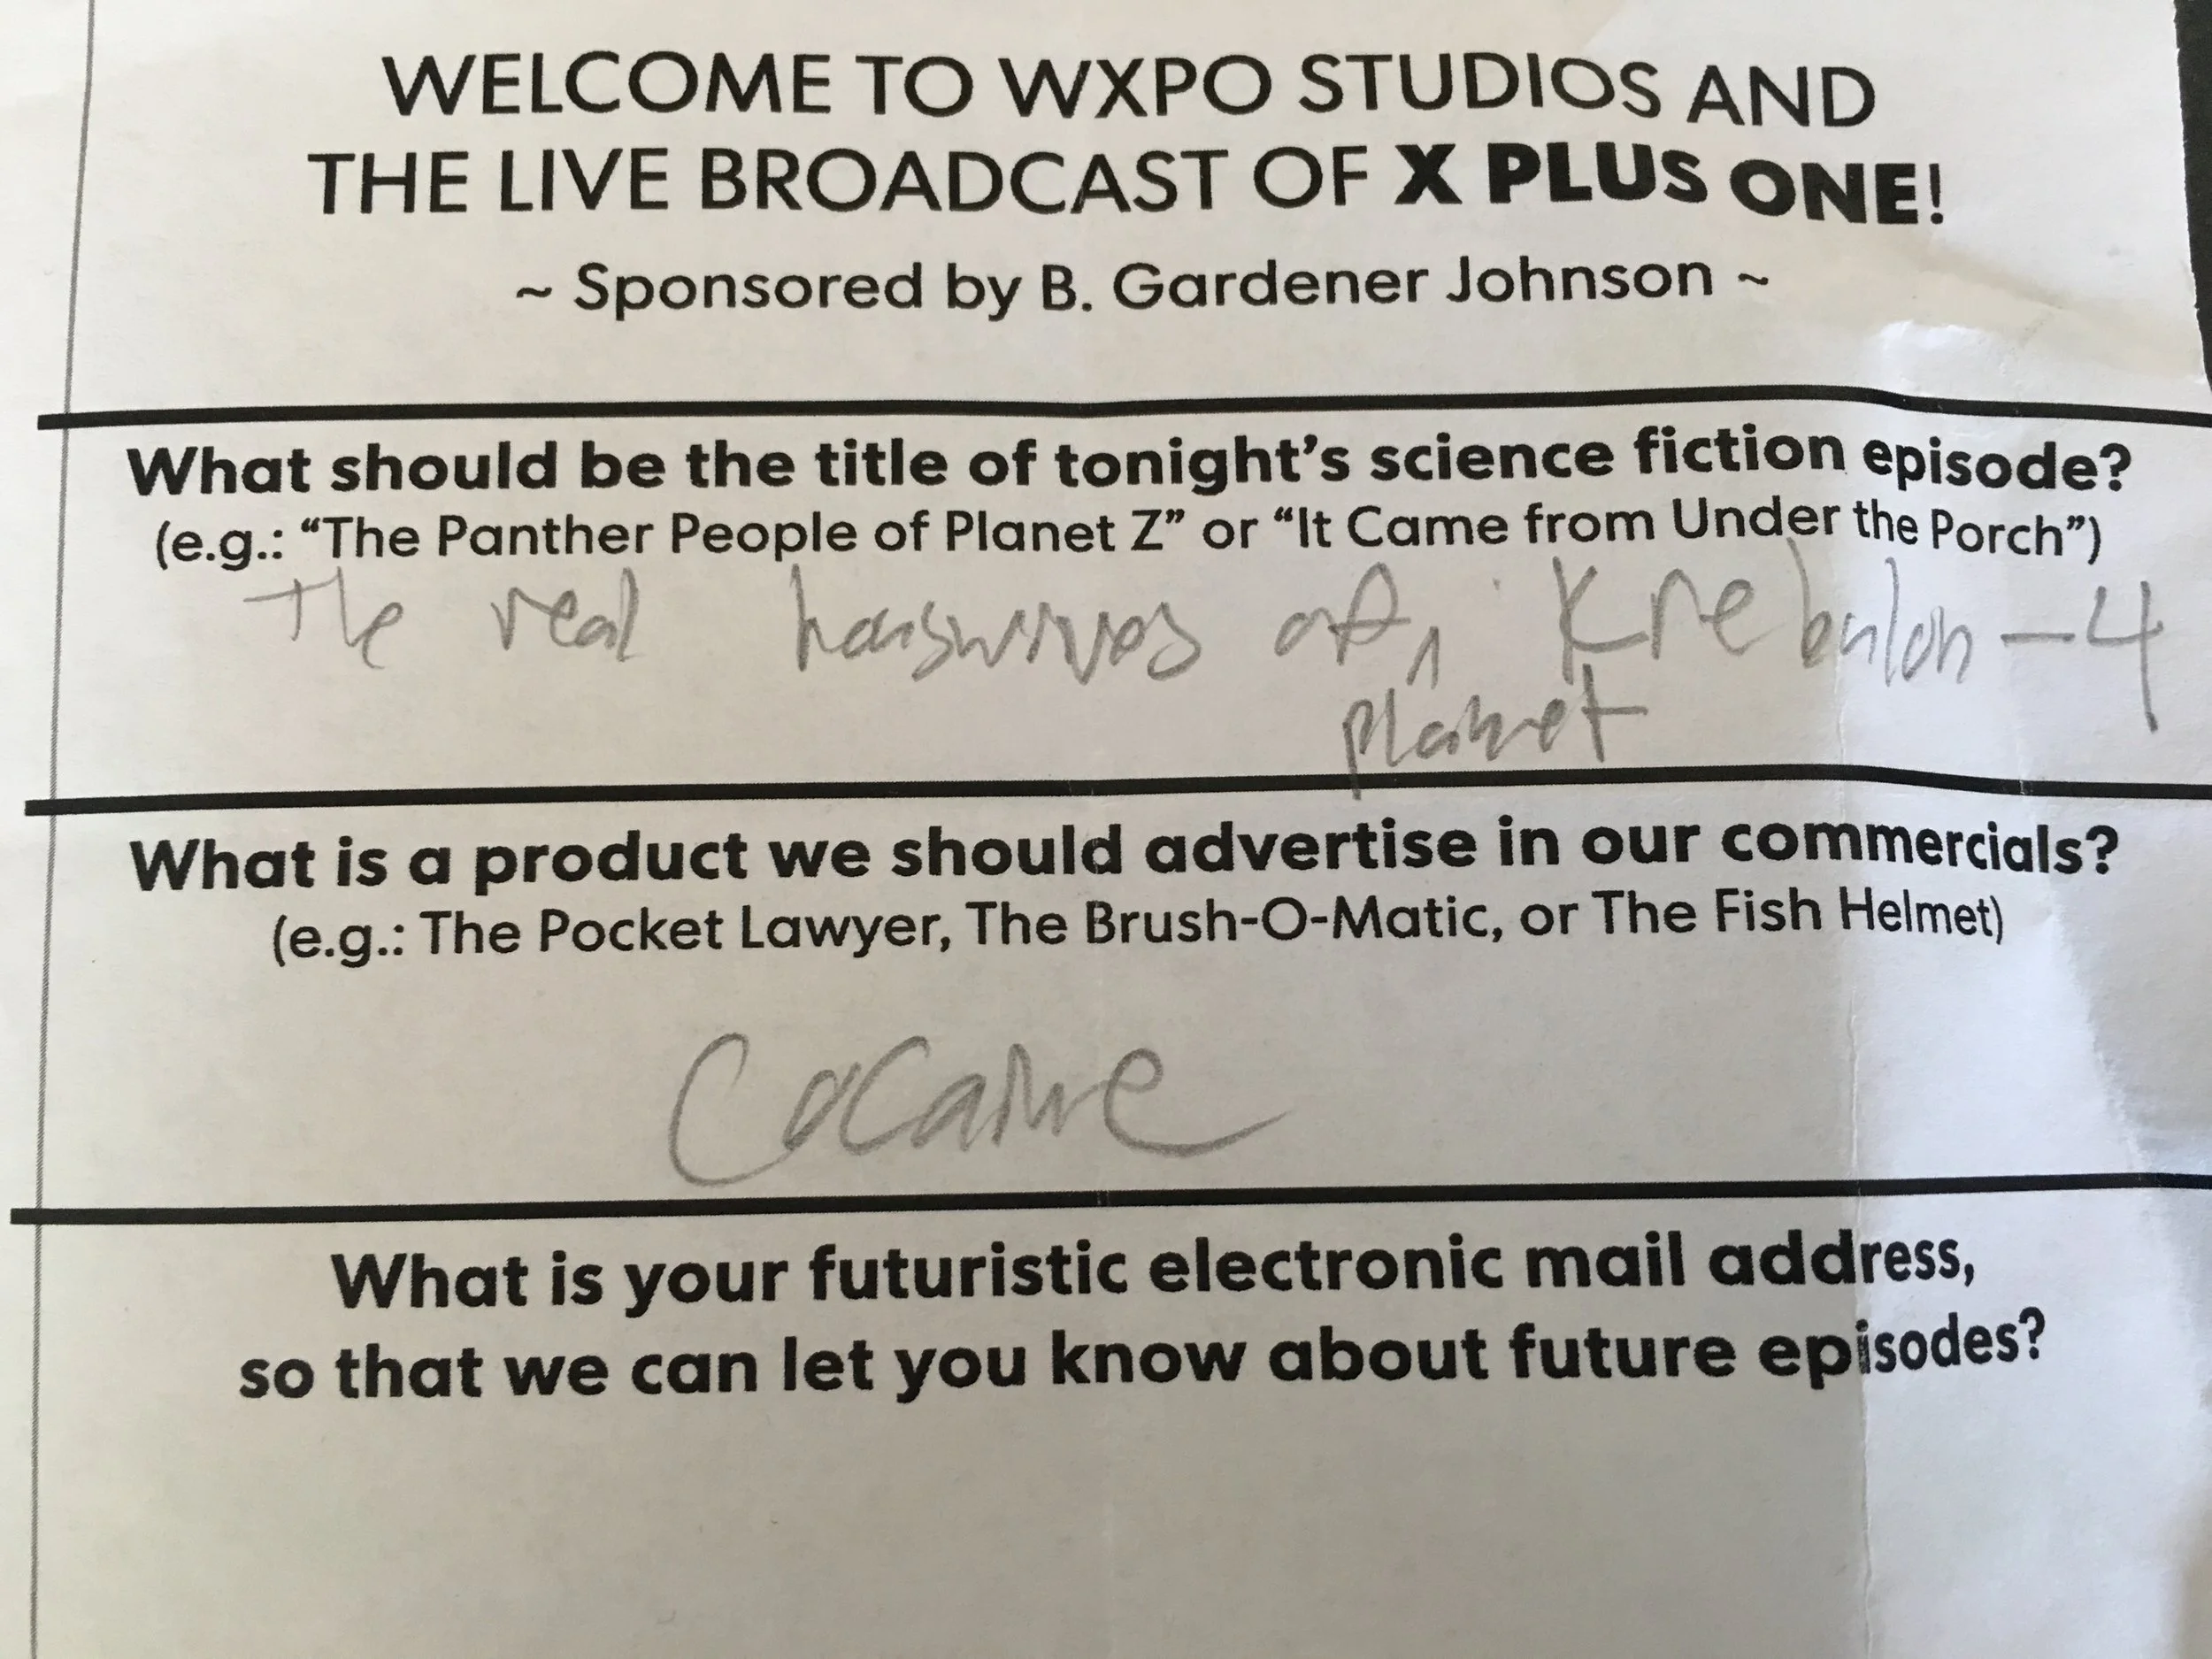 WELCOME TO WXPO STUDIOS AND
THE LIVE BROADCAST OF X PLUS ONE!
~ Sponsored by B. Gardener Johnson ~
What should be the title of tonight's science fiction episode?
(e.g.: “The Panther People of Planet Z” or “It Came from Under the Porch”)
The real houswives of ^ Krebulon-4
planet
What is a product we should advertise in our commercials?
(e.g.: The Pocket Lawyer, The Brush-O-Matic, or The Fish Helmet)
Cocaine
What is your futuristic electronic mail address,
so that we can let you know about future episodes?